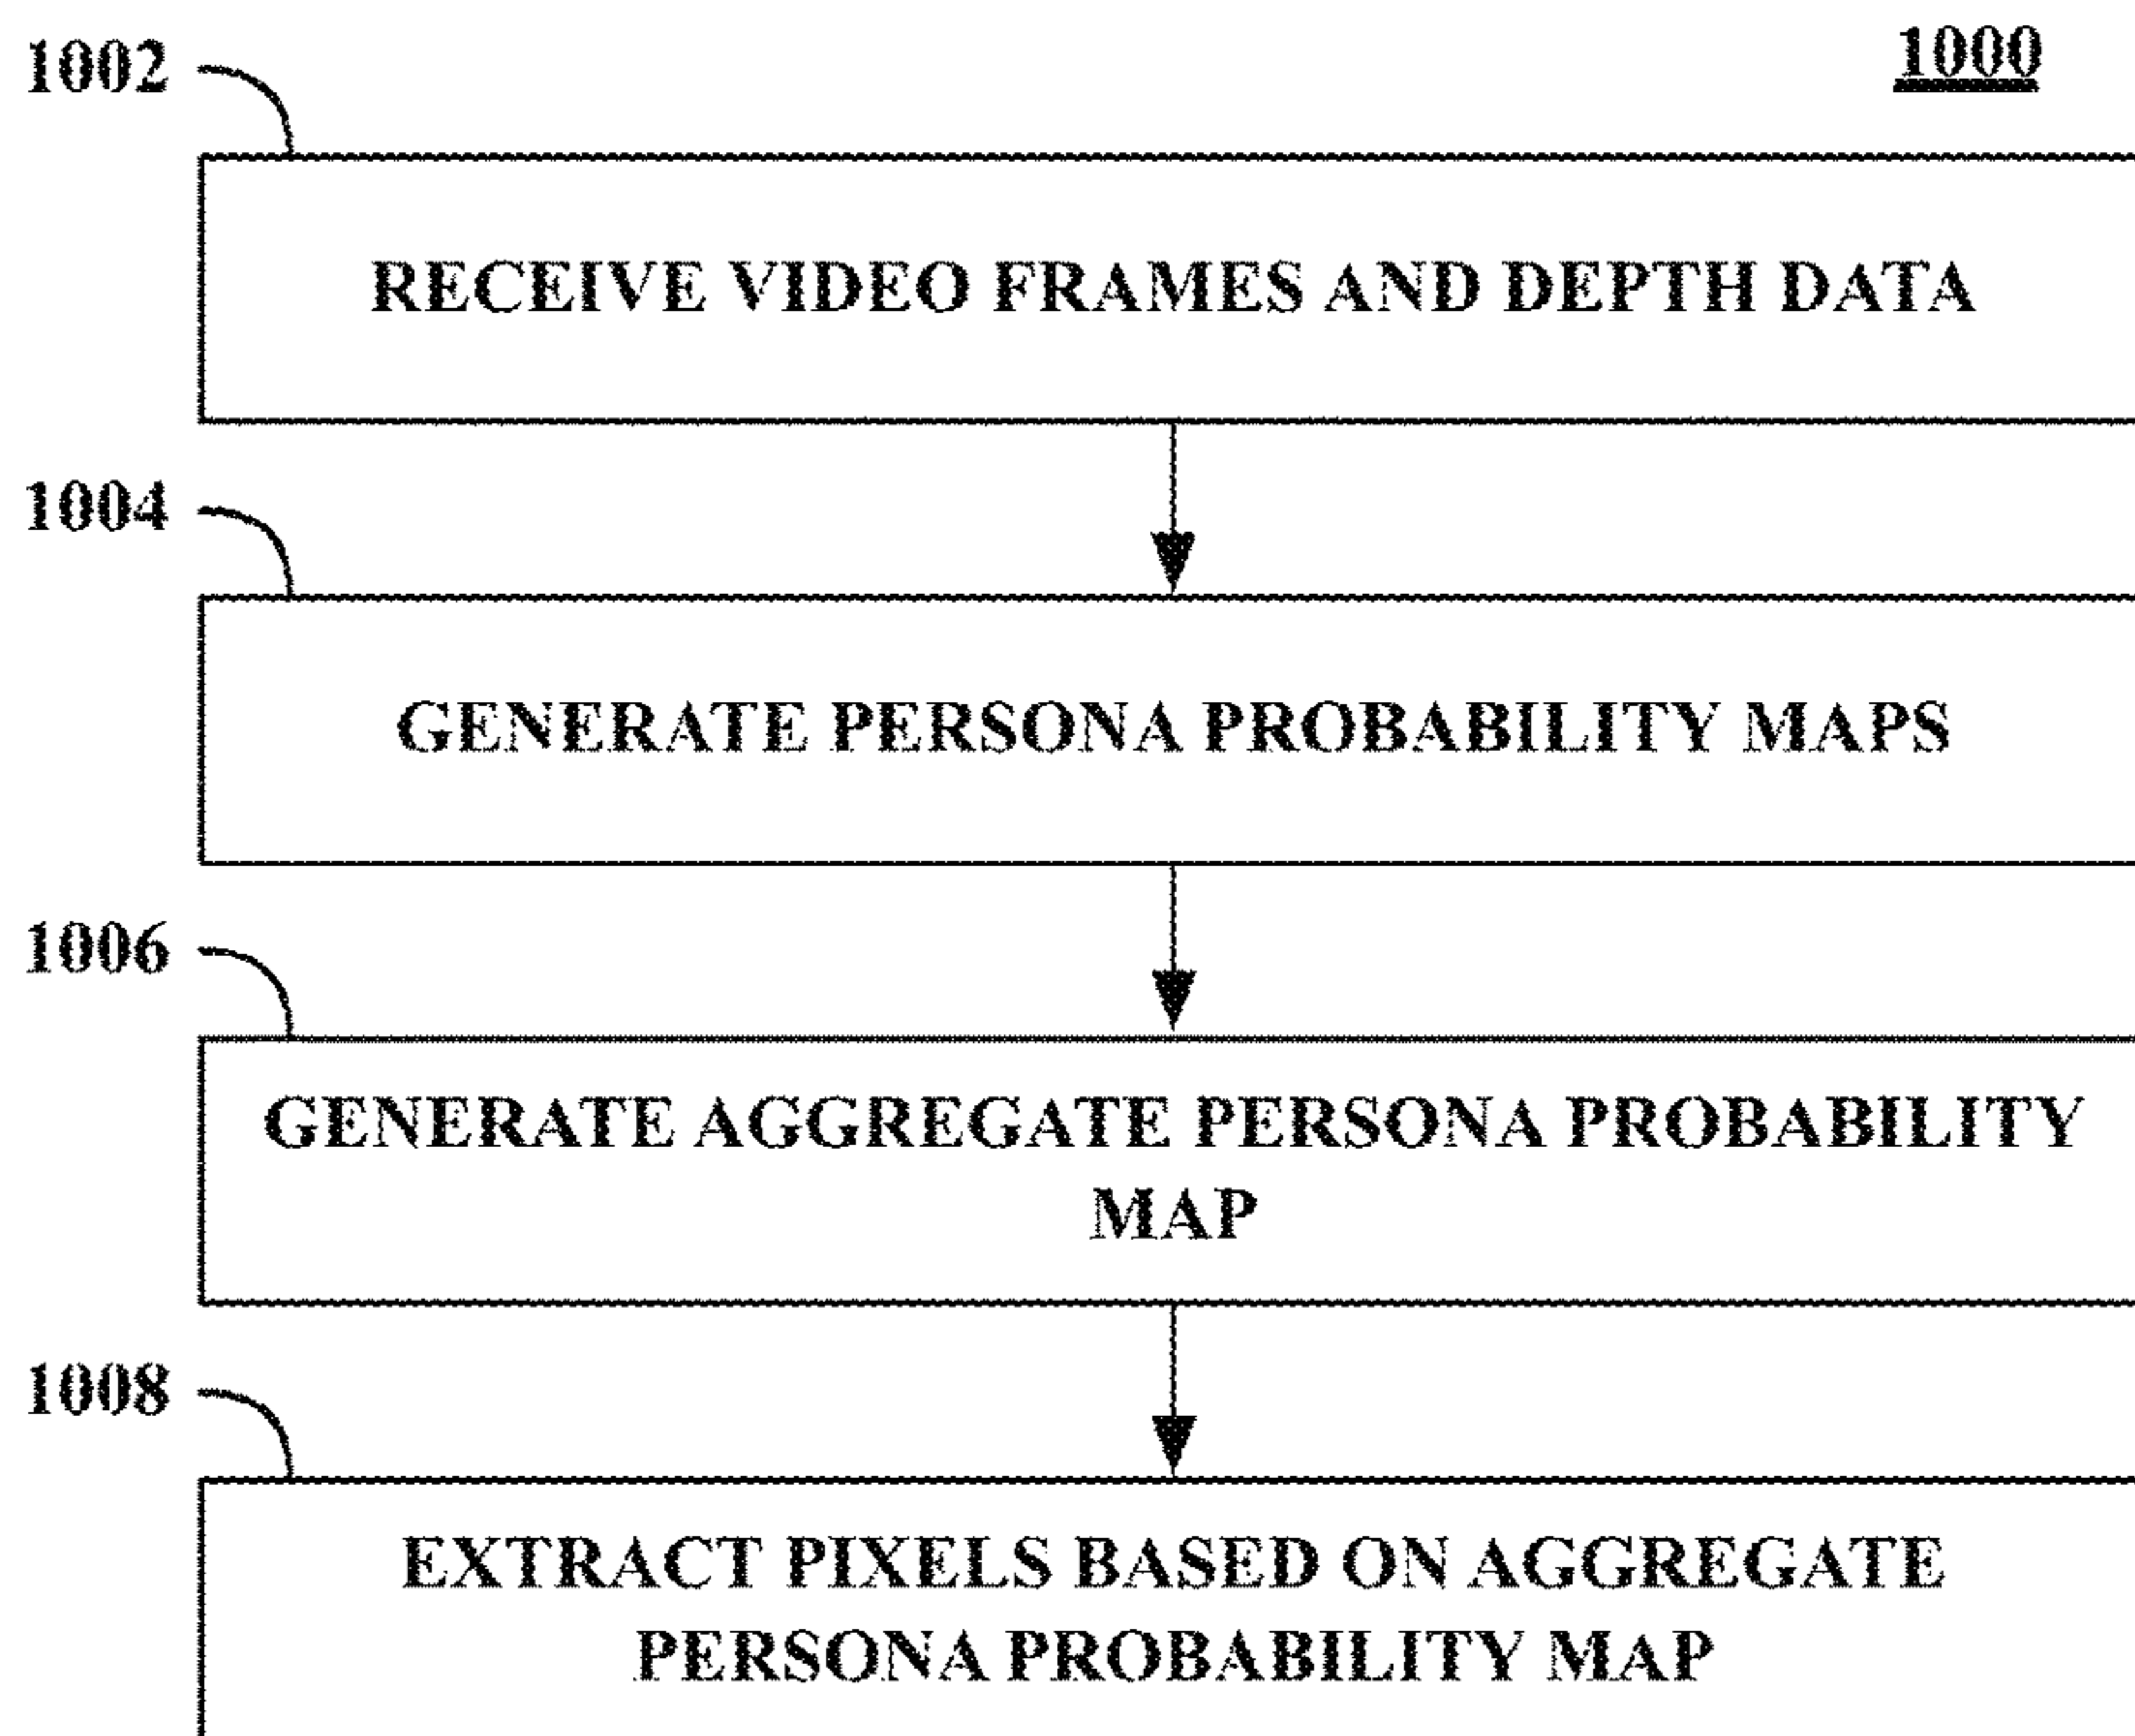 1002
1000
RECEIVE VIDEO FRAMES AND DEPTH DATA
1004
GENERATE PERSONA PROBABILITY MAPS
1006
GENERATE AGGREGATE PERSONA PROBABILITY
MAP
1008
EXTRACT PIXELS BASED ON AGGREGATE
PERSONA PROBABILITY MAP